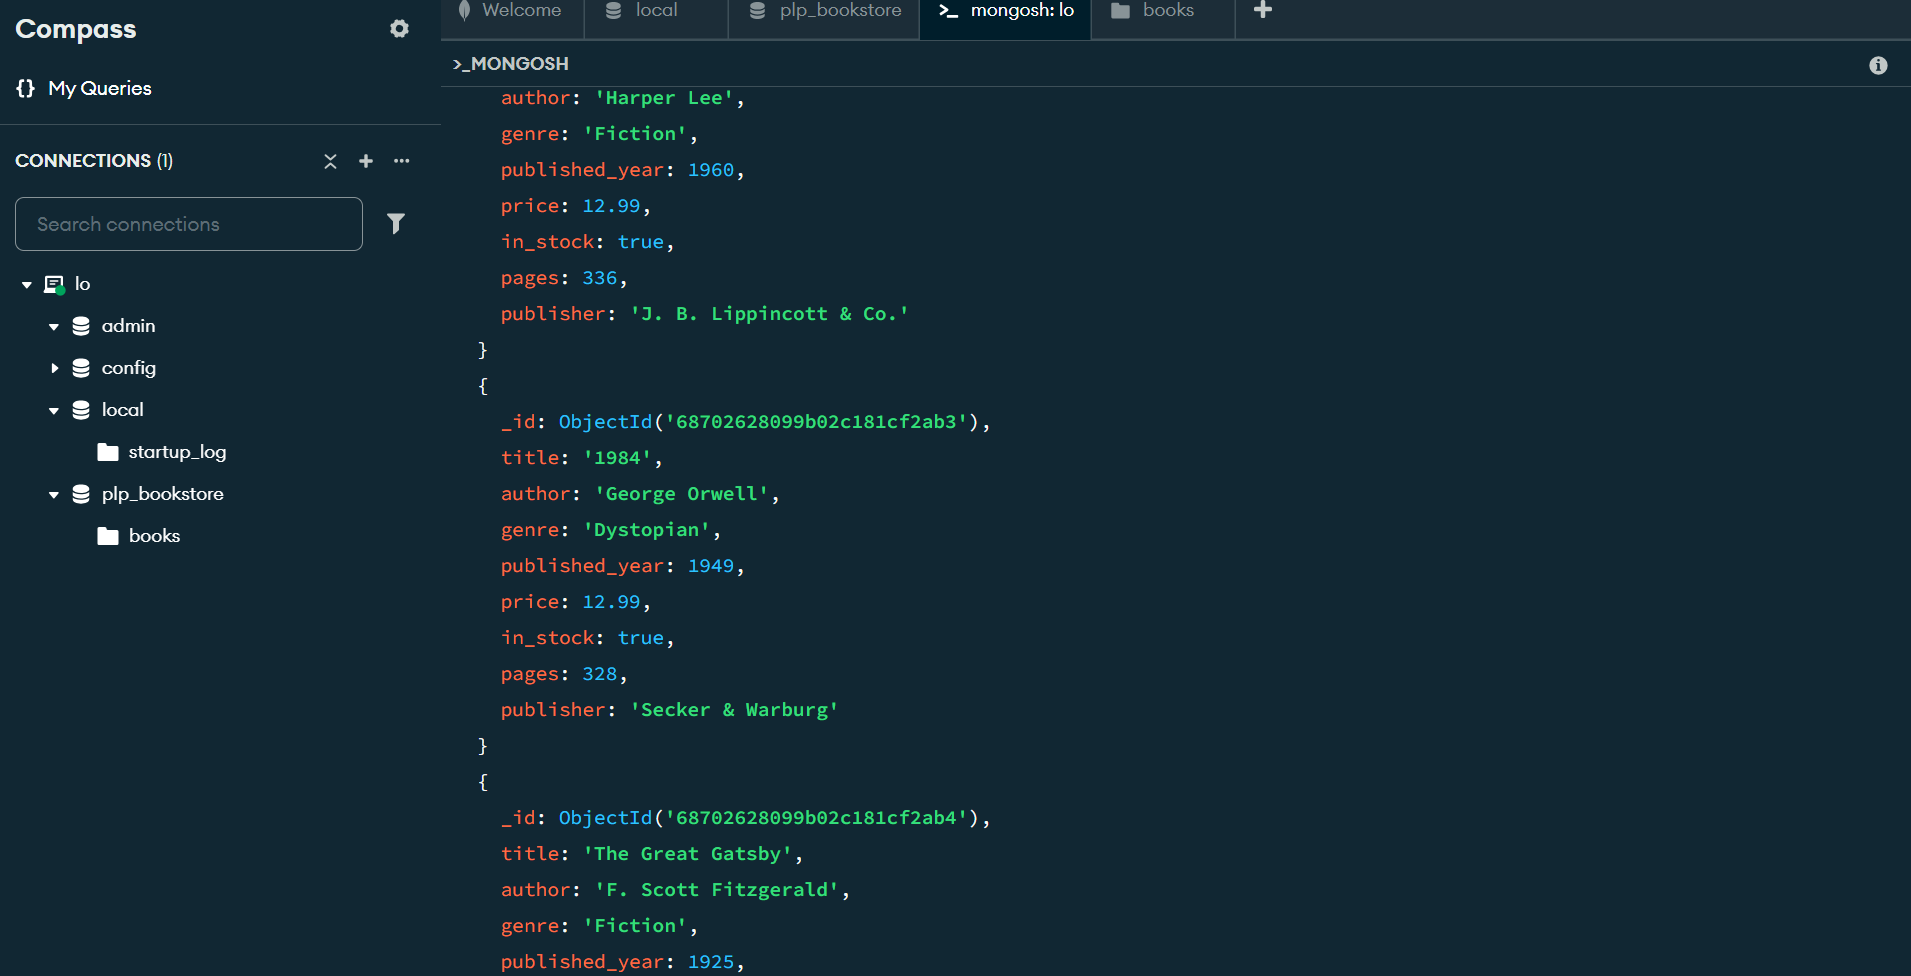 Compass
My Queries
CONNECTIONS (1)
Search connections
lo
admin
config
local
startup_log
plp_bookstore
books
Welcome
local
plp_bookstore
>_ mongosh: lo
books
>_MONGOSH
author: 'Harper Lee',
genre: 'Fiction',
published_year: 1960,
price: 12.99,
in_stock: true,
pages: 336,
publisher: 'J. B. Lippincott & Co.'
}
{
_id: ObjectId('68702628099b02c181cf2ab3'),
title: '1984',
author: 'George Orwell',
genre: 'Dystopian',
published_year: 1949,
price: 12.99,
in_stock: true,
pages: 328,
publisher: 'Secker & Warburg'
}
{
_id: ObjectId('68702628099b02c181cf2ab4'),
title: 'The Great Gatsby',
author: 'F. Scott Fitzgerald',
genre: 'Fiction',
published_year: 1925,